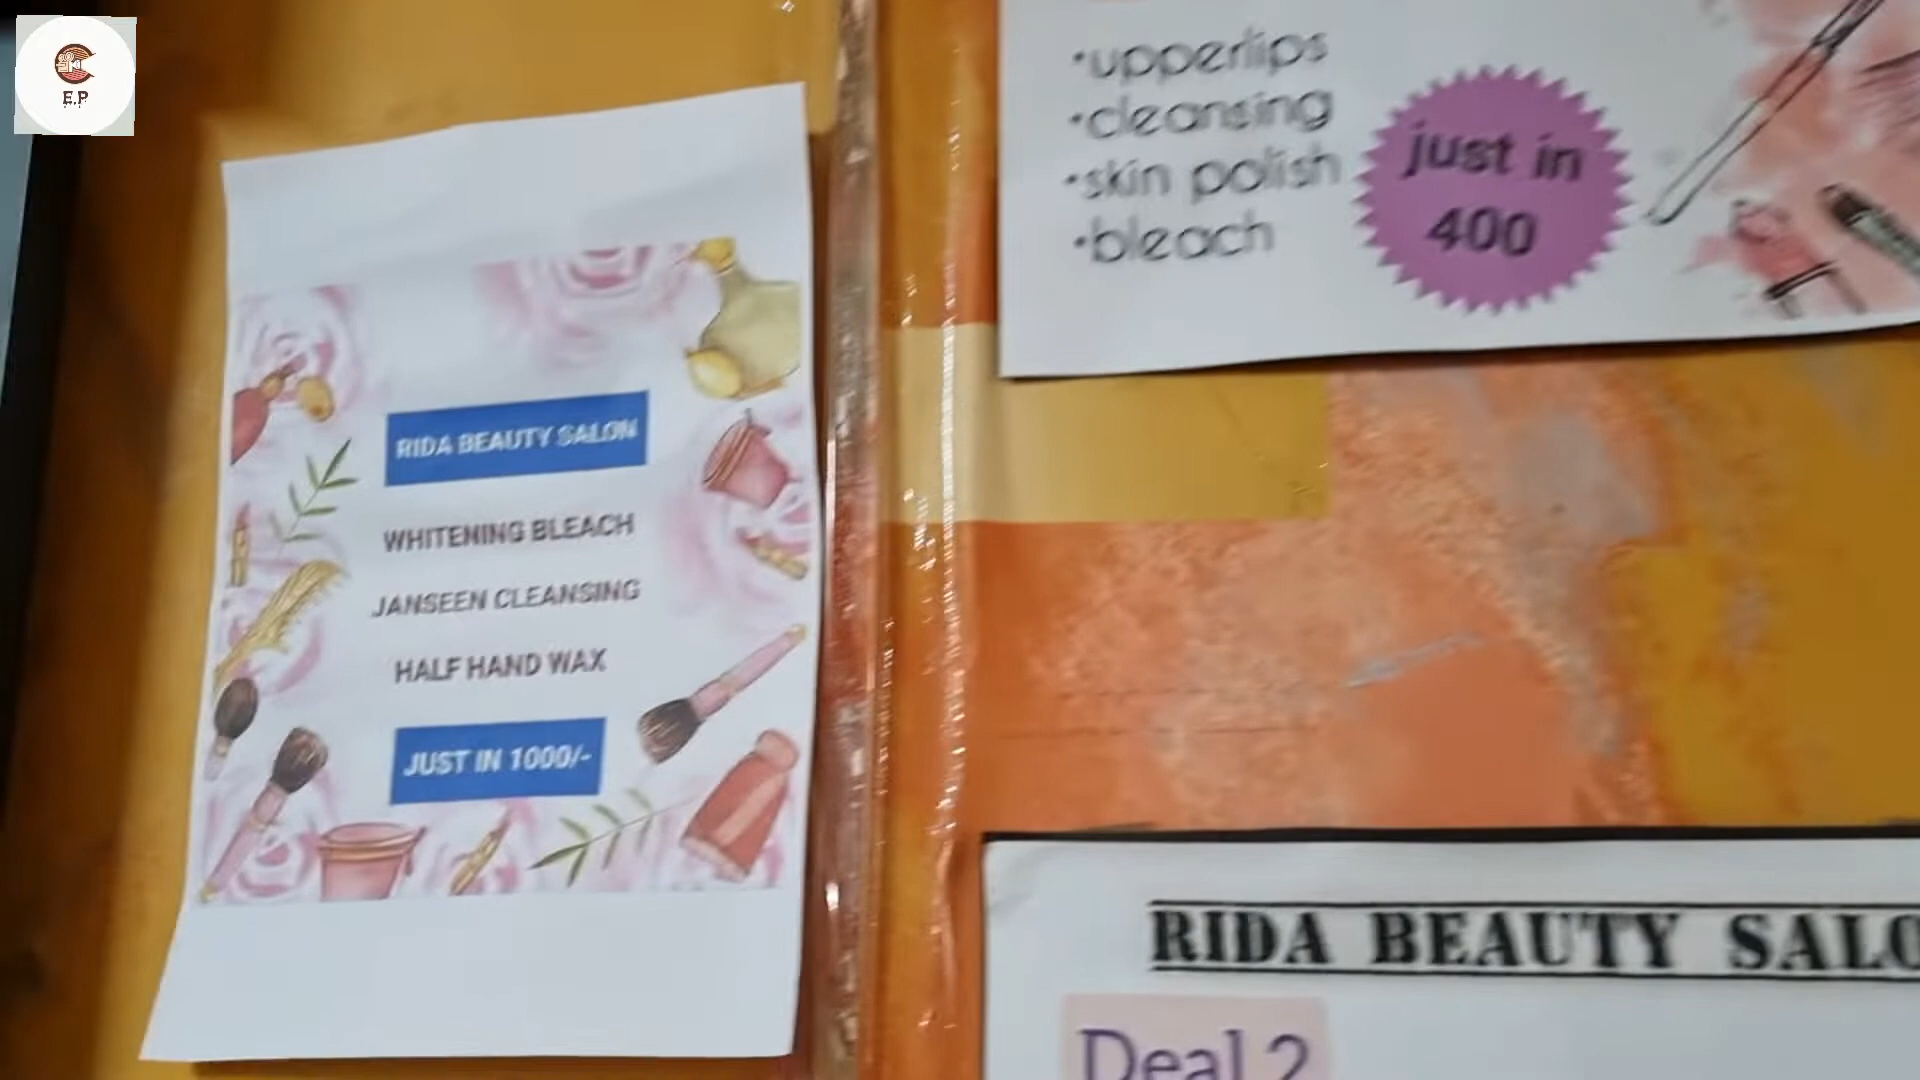 E.P
RIDA BEAUTY SALON
WHITENING BLEACH
JANSEEN CLEANSING
HALF HAND WAX
JUST IN 1000/-
•upperlips
•cleansing
•skin polish
•bleach
just in
400
RIDA BEAUTY SALO
Deal 2